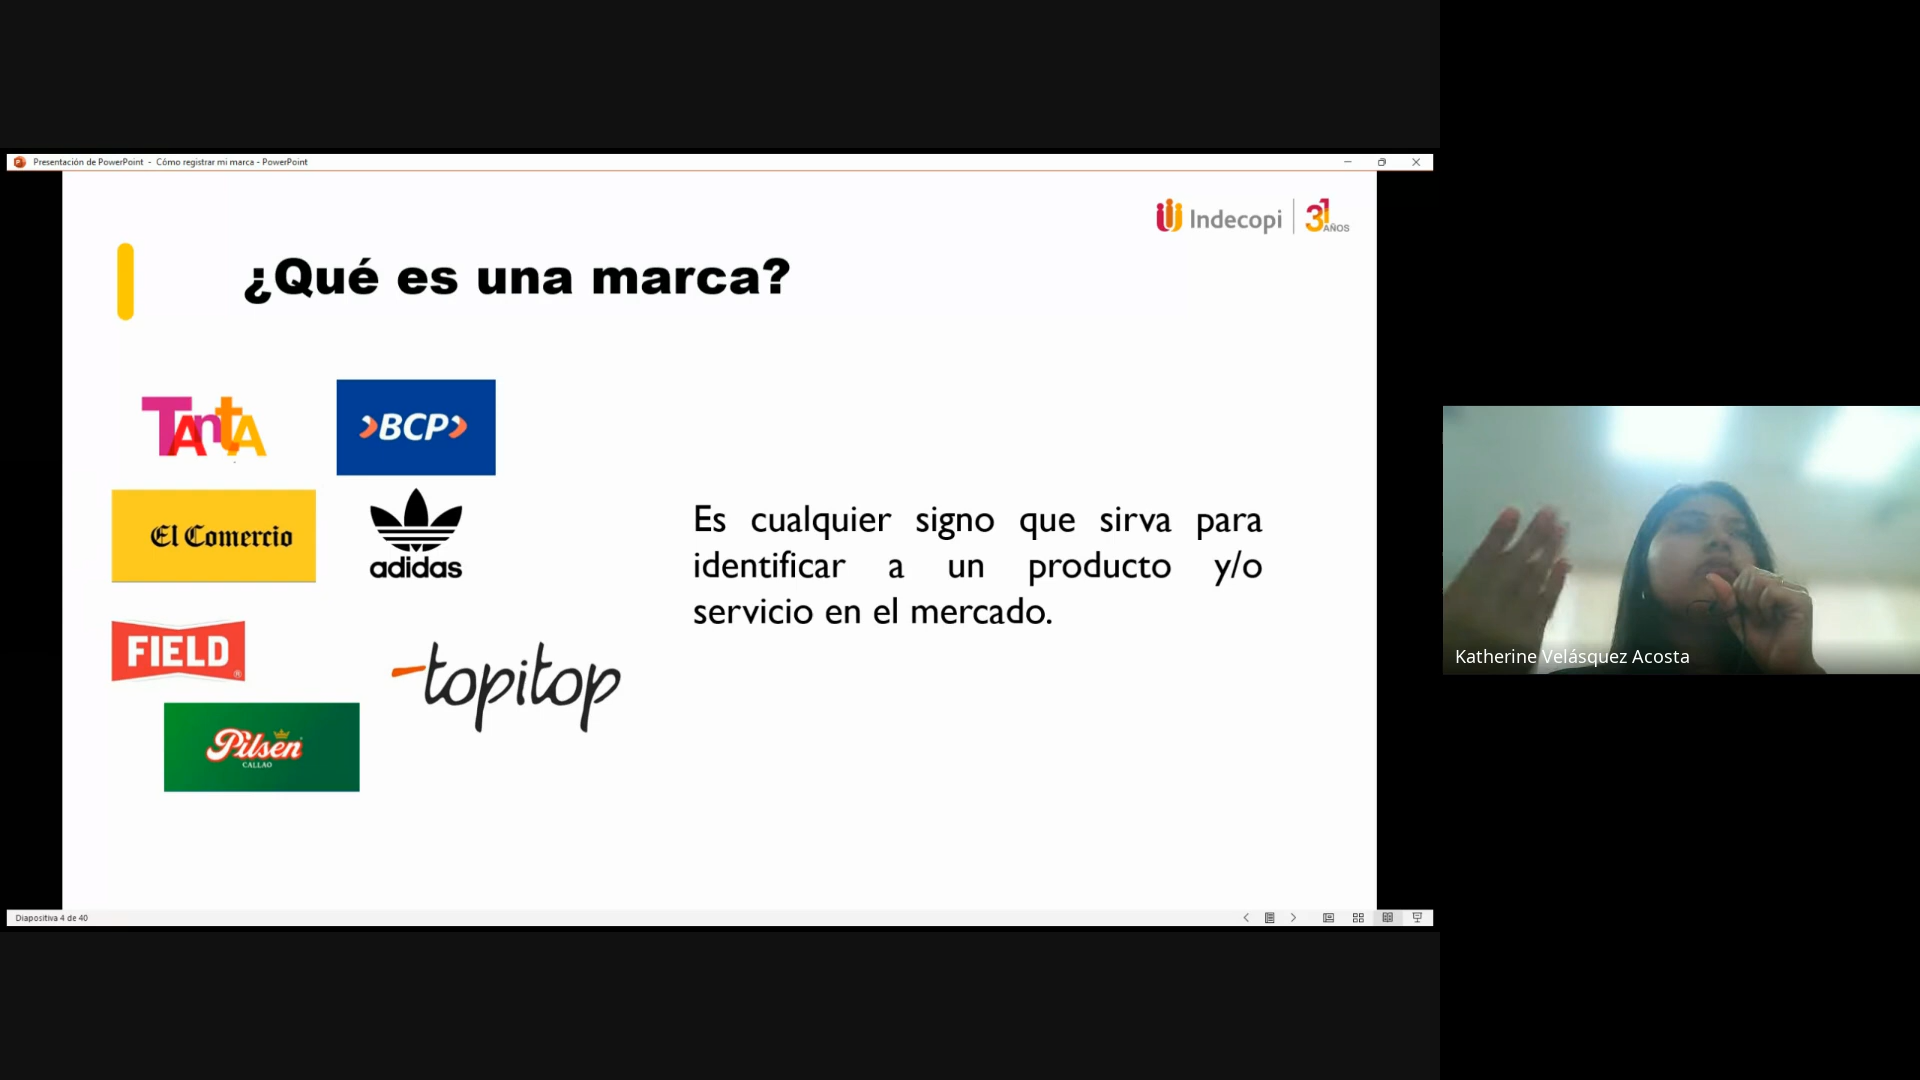 Presentación de PowerPoint - Cómo registrar mi marca - PowerPoint
Indecopi
31 AÑOS
¿Qué es una marca?
TAntA
BCP
El Comercio
adidas
Es cualquier signo que sirva para
identificar a un producto y/o
servicio en el mercado.
FIELD®
topitop
Pilsen
CALLAO
Katherine Velásquez Acosta
Diapositiva 4 de 40